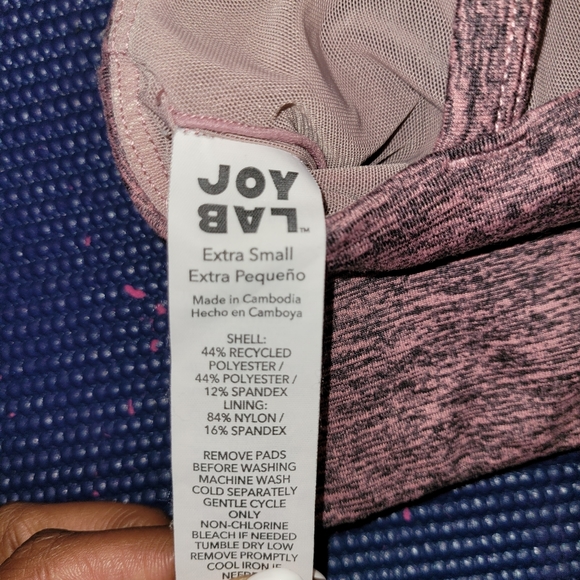 JOY
LAB™
Extra Small
Extra Pequeño
Made in Cambodia
Hecho en Camboya
SHELL:
44% RECYCLED
POLYESTER /
44% POLYESTER /
12% SPANDEX
LINING:
84% NYLON /
16% SPANDEX
REMOVE PADS
BEFORE WASHING
MACHINE WASH
COLD SEPARATELY
GENTLE CYCLE
ONLY
NON-CHLORINE
BLEACH IF NEEDED
TUMBLE DRY LOW
REMOVE PROMPTLY
COOL IRON IF